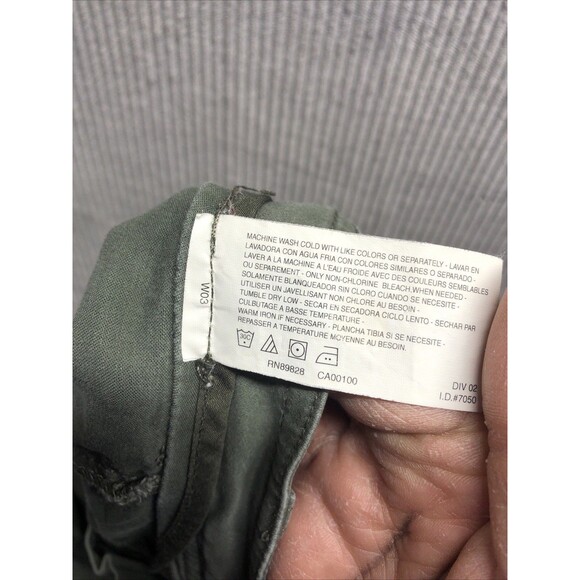 MACHINE WASH COLD WITH LIKE COLORS OR SEPARATELY - LAVAR EN
LAVADORA CON AGUA FRIA CON COLORES SIMILARES O SEPARADO -
LAVER A LA MACHINE A L'EAU FROIDE AVEC DES COULEURS SEMBLABLES
OU SEPAREMENT - ONLY NON-CHLORINE BLEACH, WHEN NEEDED -
SOLAMENTE BLANQUEADOR SIN CLORO CUANDO SE NECESITE -
UTILISER UN JAVELLISANT NON CHLORE AU BESOIN -
TUMBLE DRY LOW - SECAR EN SECADORA CICLO LENTO - SECHAR PAR
CULBUTAGE A BASSE TEMPERATURE -
WARM IRON IF NECESSARY - PLANCHA TIBIA SI SE NECESITE -
REPASSER A TEMPERATURE MOYENNE AU BESOIN.
30C
RN89828 CA00100
DIV 02
I.D.#7050
W03